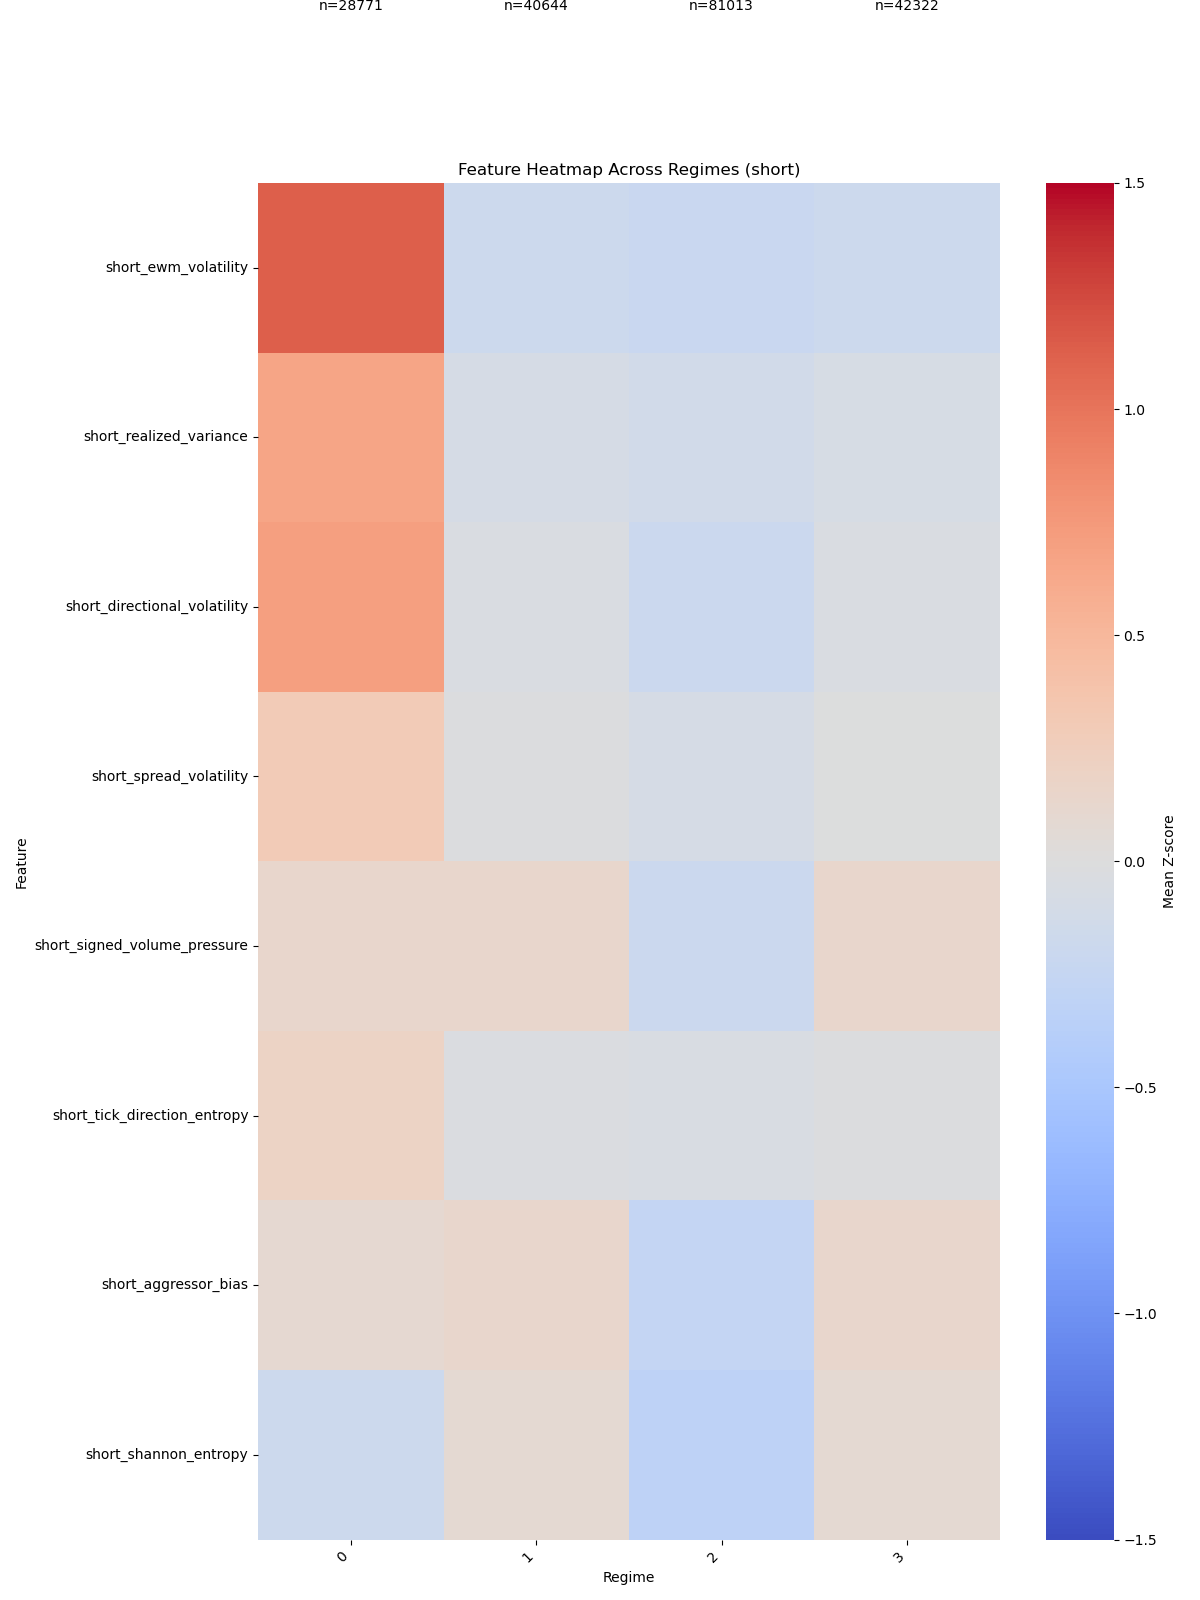 n=28771 n=40644 n=81013 n=42322
Feature Heatmap Across Regimes (short)
short_ewm_volatility
short_realized_variance
short_directional_volatility
short_spread_volatility
short_signed_volume_pressure
short_tick_direction_entropy
short_aggressor_bias
short_shannon_entropy
Feature
0 1 2 3
Regime
1.5
1.0
0.5
0.0
−0.5
−1.0
−1.5
Mean Z-score